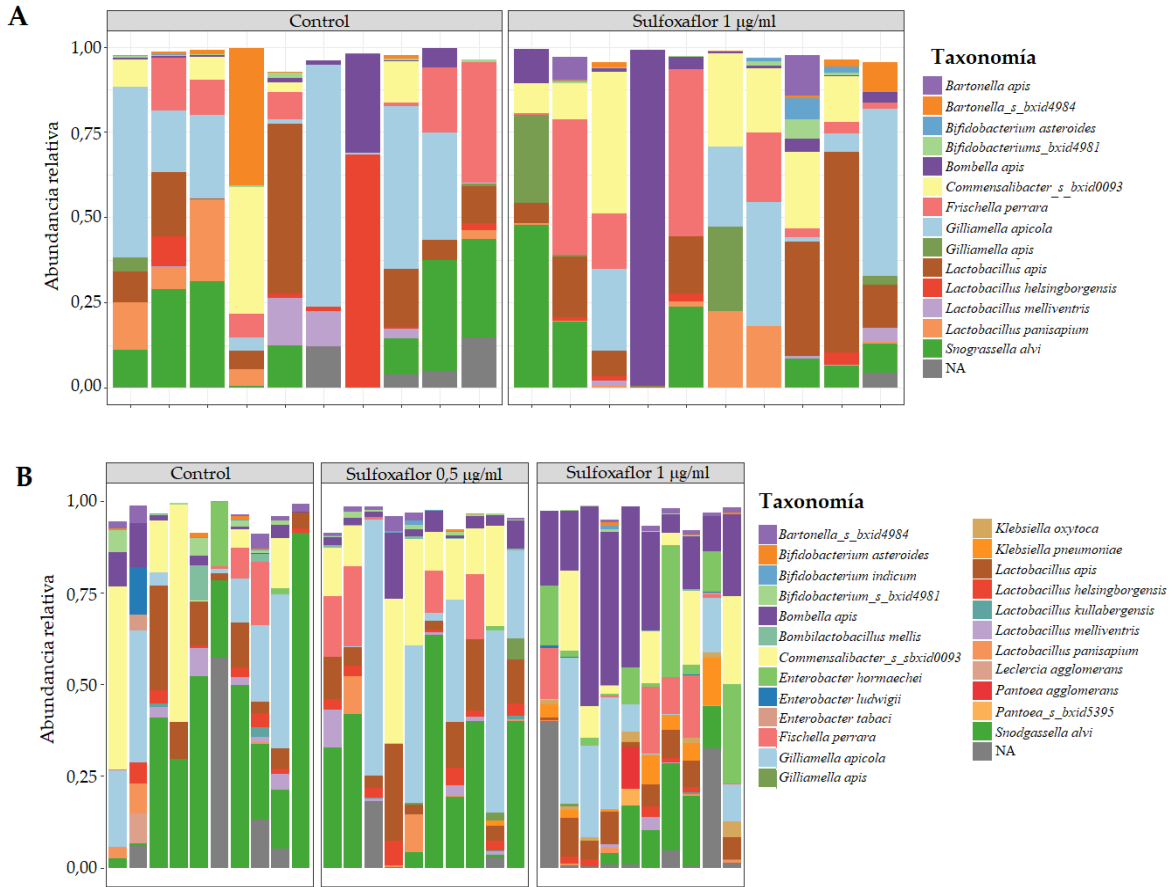 A
Control
Sulfoxaflor 1 µg/ml
Abundancia relativa
1,00
0,75
0,50
0,25
0,00
Taxonomía
Bartonella apis
Bartonella_s_bxid4984
Bifidobacterium asteroides
Bifidobacteriums_bxid4981
Bombella apis
Commensalibacter_s_bxid0093
Frischella perrara
Gilliamella apicola
Gilliamella apis
Lactobacillus apis
Lactobacillus helsingborgensis
Lactobacillus melliventris
Lactobacillus panisapium
Snograssella alvi
NA
B
Control
Sulfoxaflor 0,5 µg/ml
Sulfoxaflor 1 µg/ml
Abundancia relativa
1,00
0,75
0,50
0,25
0,00
Taxonomía
Bartonella_s_bxid4984
Bifidobacterium asteroides
Bifidobacterium indicum
Bifidobacterium_s_bxid4981
Bombella apis
Bombilactobacillus mellis
Commensalibacter_s_sbxid0093
Enterobacter hormaechei
Enterobacter ludwigii
Enterobacter tabaci
Fischella perrara
Gilliamella apicola
Gilliamella apis
Klebsiella oxytoca
Klebsiella pneumoniae
Lactobacillus apis
Lactobacillus helsingborgensis
Lactobacillus kullabergensis
Lactobacillus melliventris
Lactobacillus panisapium
Leclercia agglomerans
Pantoea agglomerans
Pantoea_s_bxid5395
Snodgassella alvi
NA